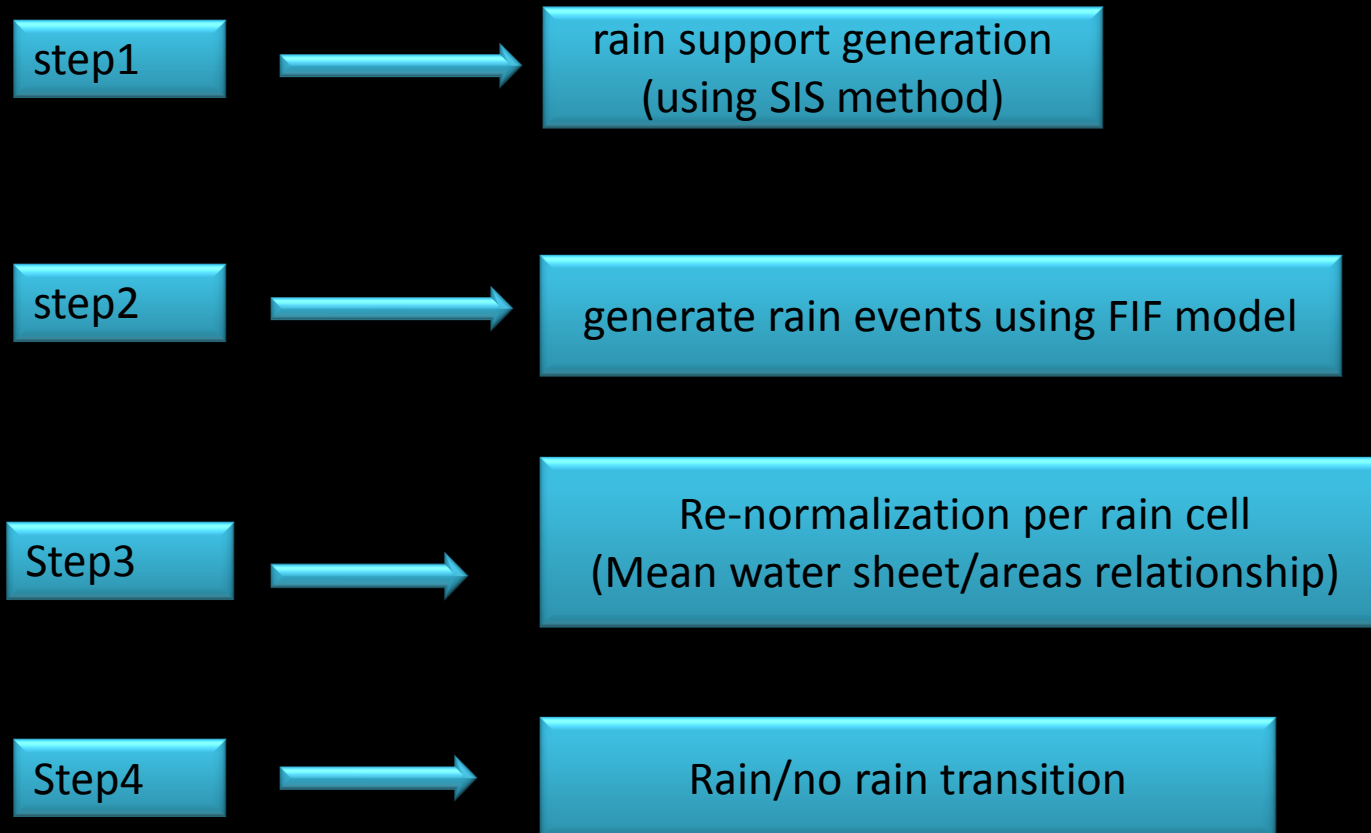 step1
rain support generation
(using SIS method)
step2
generate rain events using FIF model
Step3
Re-normalization per rain cell
(Mean water sheet/areas relationship)
Step4
Rain/no rain transition